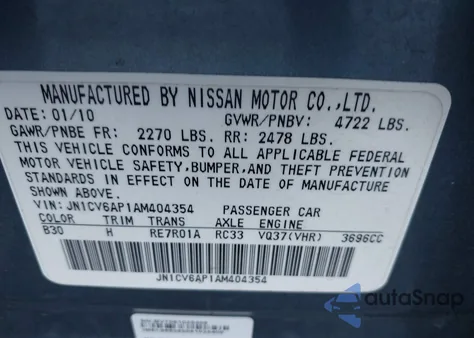 MANUFACTURED BY NISSAN MOTOR CO.,LTD.
DATE: 01/10 GVWR/PNBV: 4722 LBS.
GAWR/PNBE FR: 2270 LBS. RR: 2478 LBS.
THIS VEHICLE CONFORMS TO ALL APPLICABLE FEDERAL
MOTOR VEHICLE SAFETY, BUMPER, AND THEFT PREVENTION
STANDARDS IN EFFECT ON THE DATE OF MANUFACTURE
SHOWN ABOVE.
VIN: JN1CV6AP1AM404354 PASSENGER CAR
COLOR TRIM TRANS AXLE ENGINE
B30 H RE7R01A RC33 VQ37(VHR) 3696CC
JN1CV6AP1AM404354
autoSnap